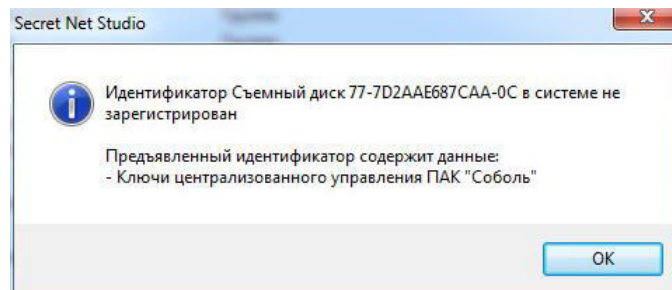 Secret Net Studio
Идентификатор Съемный диск 77-7D2AAE687CAA-0C в системе не
зарегистрирован
Предъявленный идентификатор содержит данные:
- Ключи централизованного управления ПАК "Соболь"
OK